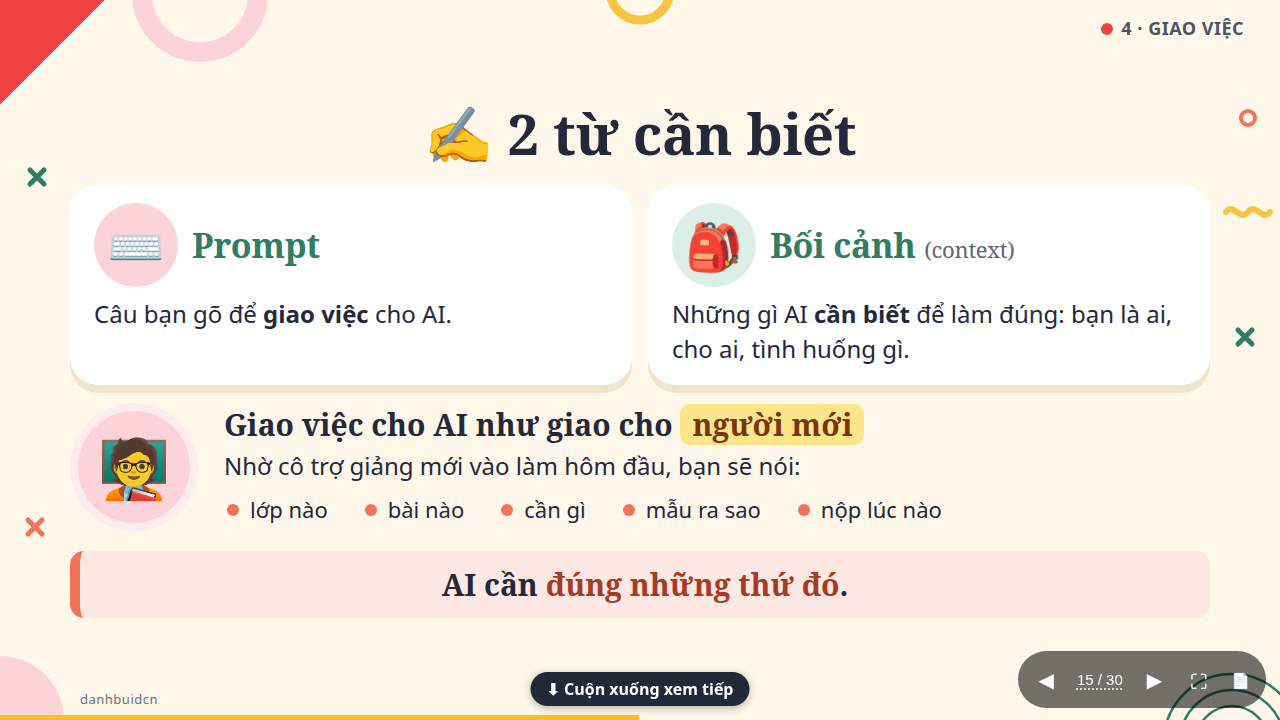 4 · GIAO VIỆC
✍️ 2 từ cần biết
Prompt
Câu bạn gõ để giao việc cho AI.
Bối cảnh (context)
Những gì AI cần biết để làm đúng: bạn là ai,
cho ai, tình huống gì.
Giao việc cho AI như giao cho người mới
Nhờ cô trợ giảng mới vào làm hôm đầu, bạn sẽ nói:
lớp nào
bài nào
cần gì
mẫu ra sao
nộp lúc nào
AI cần đúng những thứ đó.
⬇ Cuộn xuống xem tiếp
15 / 30
danhbuidcn